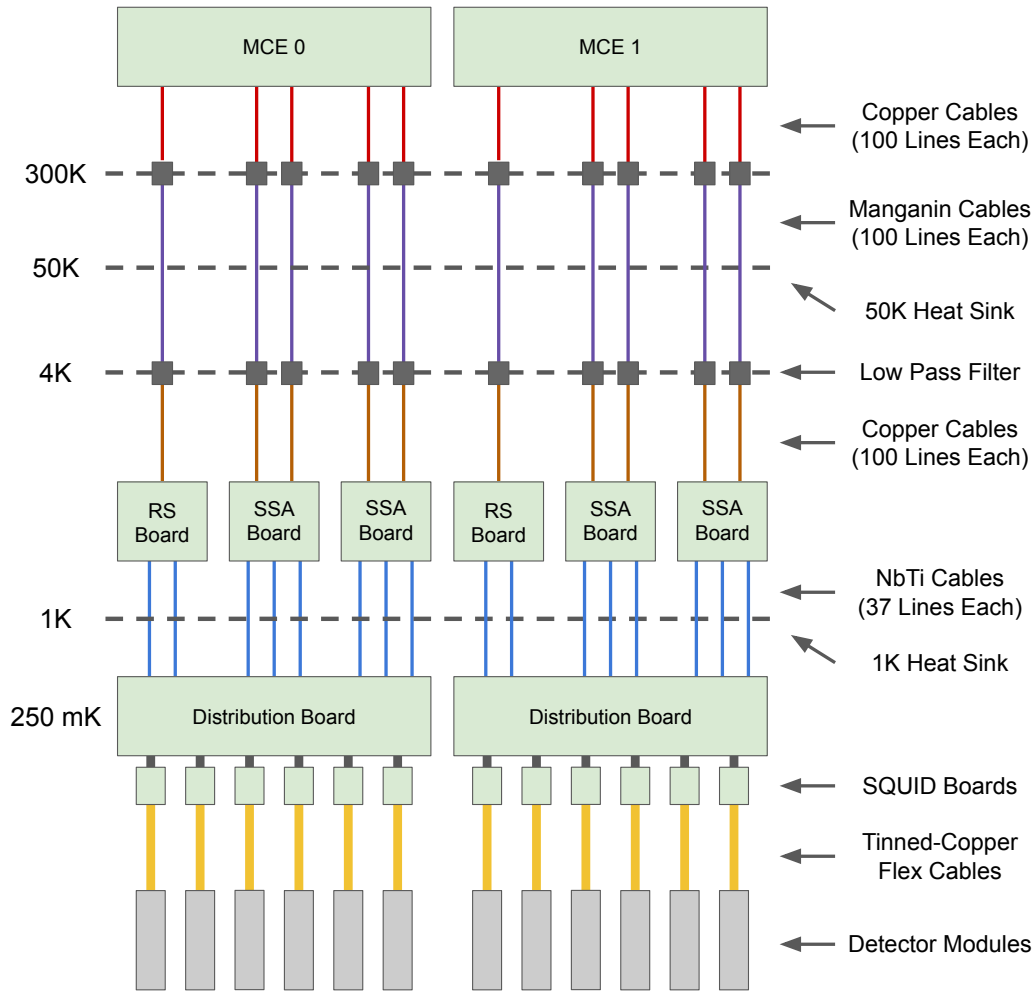 MCE 0
MCE 1
Copper Cables
(100 Lines Each)
300K
Manganin Cables
(100 Lines Each)
50K
50K Heat Sink
4K
Low Pass Filter
Copper Cables
(100 Lines Each)
RS
Board
SSA
Board
SSA
Board
RS
Board
SSA
Board
SSA
Board
NbTi Cables
(37 Lines Each)
1K
1K Heat Sink
250 mK
Distribution Board
Distribution Board
SQUID Boards
Tinned-Copper
Flex Cables
Detector Modules